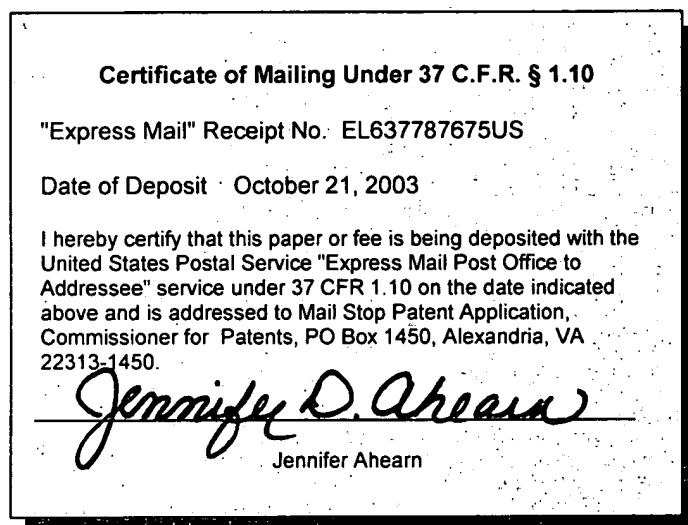 Certificate of Mailing Under 37 C.F.R. § 1.10
"Express Mail" Receipt No. EL637787675US
Date of Deposit October 21, 2003
I hereby certify that this paper or fee is being deposited with the
United States Postal Service "Express Mail Post Office to
Addressee" service under 37 CFR 1.10 on the date indicated
above and is addressed to Mail Stop Patent Application,
Commissioner for Patents, PO Box 1450, Alexandria, VA
22313-1450.
Jennifer D. Ahearn
Jennifer Ahearn